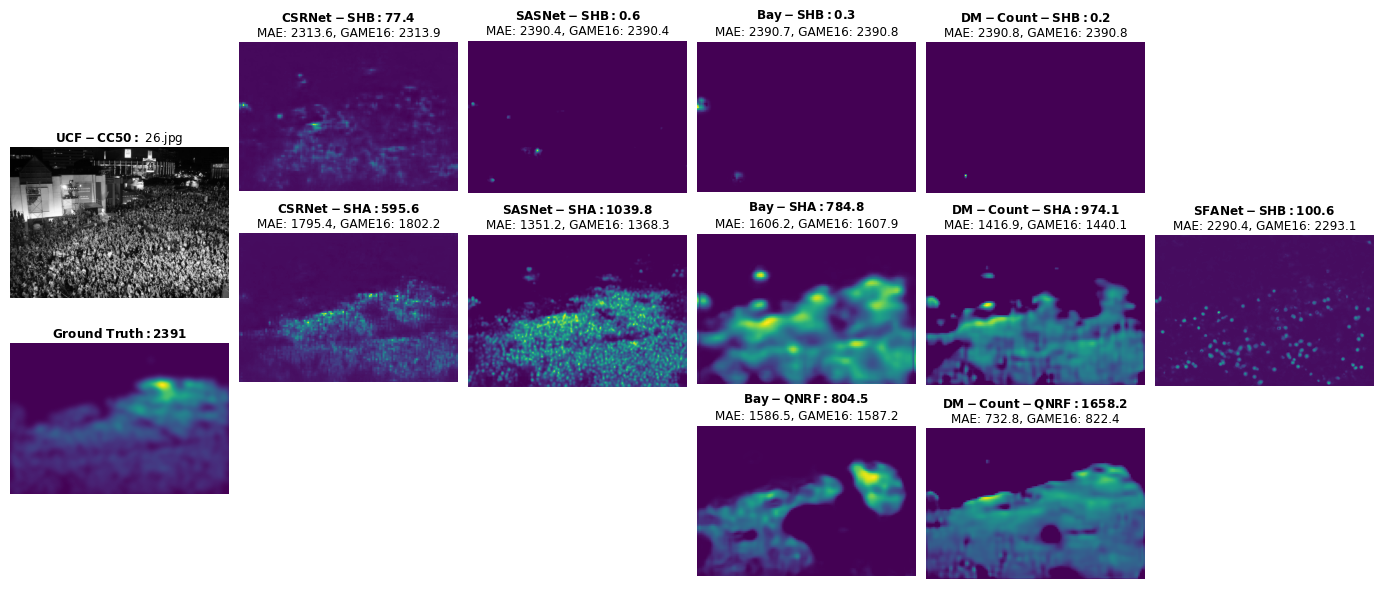 CSRNet − SHB : 77.4
MAE: 2313.6, GAME16: 2313.9
SASNet − SHB : 0.6
MAE: 2390.4, GAME16: 2390.4
Bay − SHB : 0.3
MAE: 2390.7, GAME16: 2390.8
DM − Count − SHB : 0.2
MAE: 2390.8, GAME16: 2390.8
UCF − CC50 : 26.jpg
CSRNet − SHA : 595.6
MAE: 1795.4, GAME16: 1802.2
SASNet − SHA : 1039.8
MAE: 1351.2, GAME16: 1368.3
Bay − SHA : 784.8
MAE: 1606.2, GAME16: 1607.9
DM − Count − SHA : 974.1
MAE: 1416.9, GAME16: 1440.1
SFANet − SHB : 100.6
MAE: 2290.4, GAME16: 2293.1
Ground Truth : 2391
Bay − QNRF : 804.5
MAE: 1586.5, GAME16: 1587.2
DM − Count − QNRF : 1658.2
MAE: 732.8, GAME16: 822.4